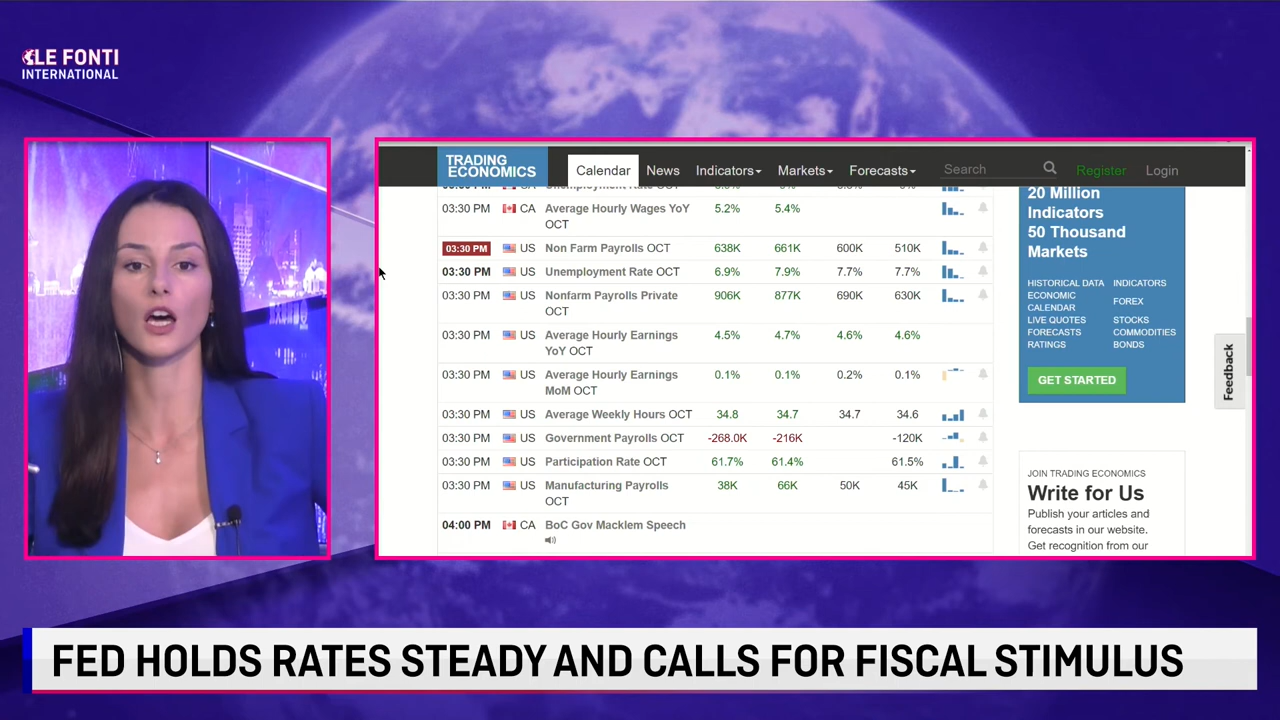 LE FONTI
INTERNATIONAL
TRADING
ECONOMICS
Calendar News Indicators Markets Forecasts Search Register Login
03:30 PM CA Average Hourly Wages YoY 5.2% 5.4%
OCT
03:30 PM US Non Farm Payrolls OCT 638K 661K 600K 510K
03:30 PM US Unemployment Rate OCT 6.9% 7.9% 7.7% 7.7%
03:30 PM US Nonfarm Payrolls Private 906K 877K 690K 630K
OCT
03:30 PM US Average Hourly Earnings 4.5% 4.7% 4.6% 4.6%
YoY OCT
03:30 PM US Average Hourly Earnings 0.1% 0.1% 0.2% 0.1%
MoM OCT
03:30 PM US Average Weekly Hours OCT 34.8 34.7 34.7 34.6
03:30 PM US Government Payrolls OCT -268.0K -216K -120K
03:30 PM US Participation Rate OCT 61.7% 61.4% 61.5%
03:30 PM US Manufacturing Payrolls 38K 66K 50K 45K
OCT
04:00 PM CA BoC Gov Macklem Speech
20 Million
Indicators
50 Thousand
Markets
HISTORICAL DATA INDICATORS
ECONOMIC
CALENDAR FOREX
LIVE QUOTES STOCKS
FORECASTS COMMODITIES
RATINGS BONDS
GET STARTED
Feedback
JOIN TRADING ECONOMICS
Write for Us
Publish your articles and
forecasts in our website.
Get recognition from our
FED HOLDS RATES STEADY AND CALLS FOR FISCAL STIMULUS